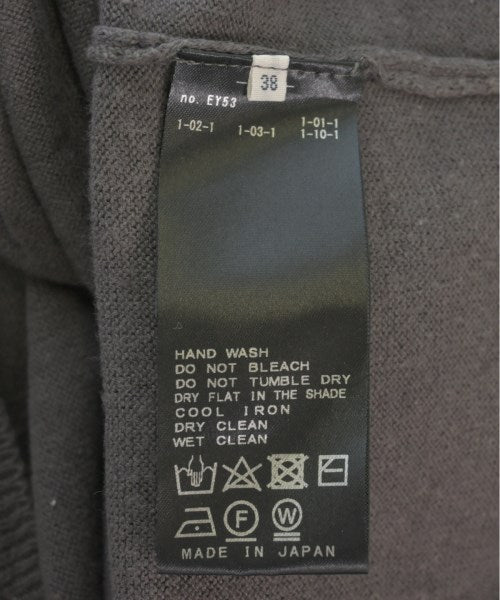 38
no. EY53
1-02-1 1-03-1 1-01-1
1-10-1
HAND WASH
DO NOT BLEACH
DO NOT TUMBLE DRY
DRY FLAT IN THE SHADE
COOL IRON
DRY CLEAN
WET CLEAN
F W
MADE IN JAPAN